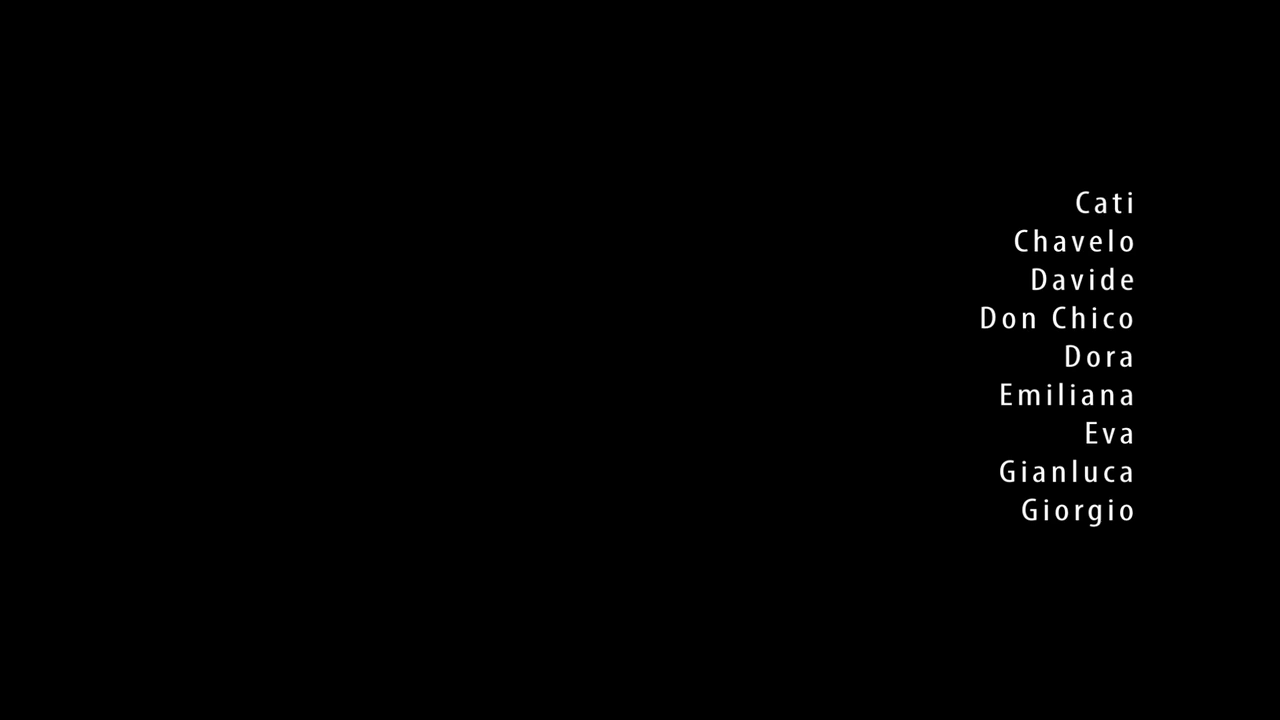 Cati
Chavelo
Davide
Don Chico
Dora
Emiliana
Eva
Gianluca
Giorgio